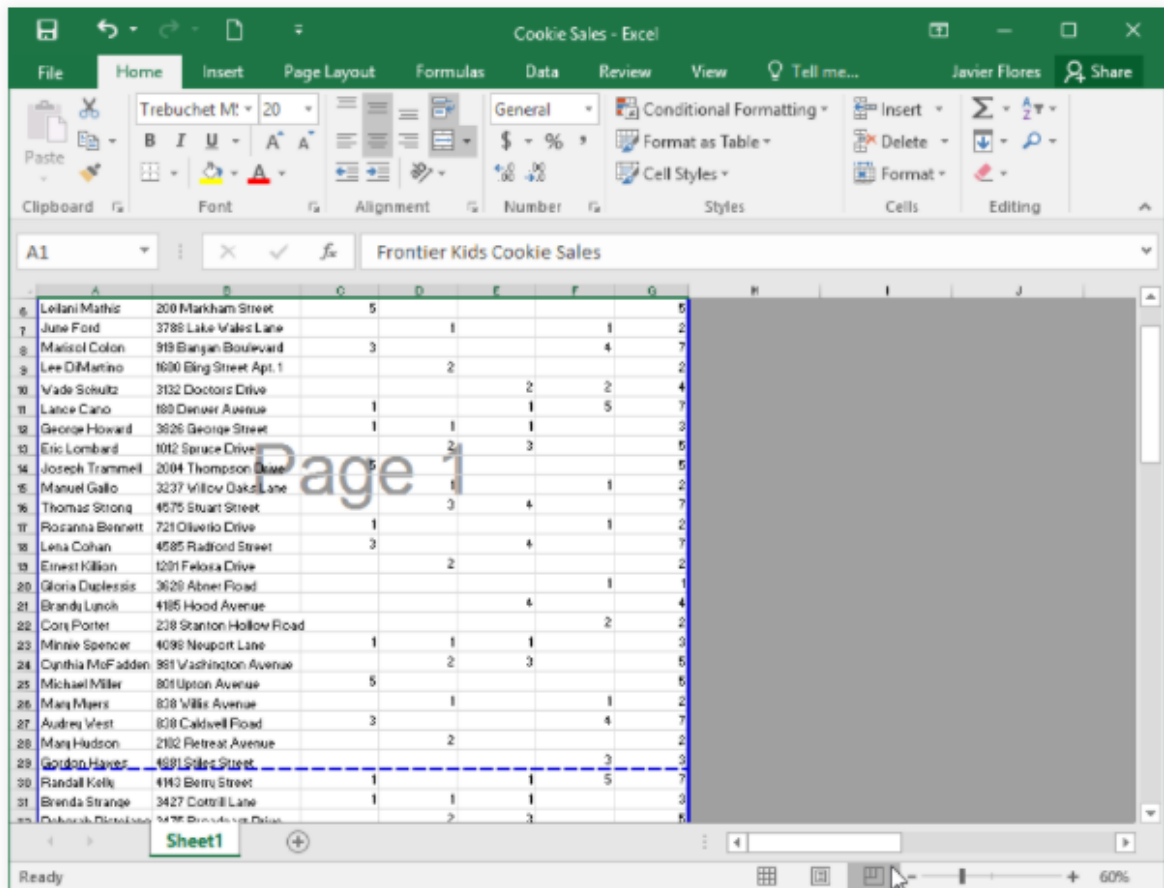 Cookie Sales - Excel
File Home Insert Page Layout Formulas Data Review View Tell me... Javier Flores Share
Trebuchet M 20 General Conditional Formatting Insert
Paste B I U A A $ % , Format as Table Delete
A Cell Styles Format
Clipboard Font Alignment Number Styles Cells Editing
A1 fx Frontier Kids Cookie Sales
A B C D E F G H I J
6 Leilani Mathis 200 Markham Street 5 5
7 June Ford 3788 Lake Wales Lane 1 1 2
8 Marisol Colon 919 Bangan Boulevard 3 4 7
9 Lee DiMartino 1680 Bing Street Apt. 1 2 2
10 Wade Schultz 3132 Doctors Drive 2 2 4
11 Lance Cano 180 Denver Avenue 1 1 5 7
12 George Howard 3826 George Street 1 1 1 3
13 Eric Lombard 1012 Spruce Drive 2 3 5
Page 1
14 Joseph Trammell 2004 Thompson Drive 5 5
15 Manuel Gallo 3237 Willow Oaks Lane 1 1 2
16 Thomas Strong 4575 Stuart Street 3 4 7
17 Rosanna Bennett 721 Oliverio Drive 1 1 2
18 Lena Cohan 4585 Radford Street 3 4 7
19 Ernest Killion 1201 Felosa Drive 2 2
20 Gloria Duplessis 3628 Abner Road 1 1
21 Brandy Lynch 4185 Hood Avenue 4 4
22 Cory Porter 238 Stanton Hollow Road 2 2
23 Minnie Spencer 4098 Neuport Lane 1 1 1 3
24 Cynthia McFadden 981 Washington Avenue 2 3 5
25 Michael Miller 801 Upton Avenue 5 5
26 Mary Myers 838 Willis Avenue 1 1 2
27 Audrey West 838 Caldwell Road 3 4 7
28 Mary Hudson 2182 Retreat Avenue 2 2
29 Gordon Hawes 4881 Stiles Street 3 3
30 Randall Kelly 4143 Berry Street 1 1 5 7
31 Brenda Strange 3427 Cottrill Lane 1 1 1 3
Deborah 2 3 5
Sheet1
Ready 60%